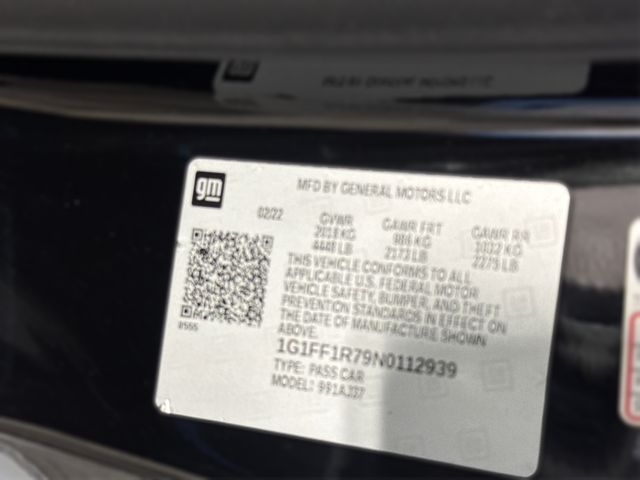 gm
MFD BY GENERAL MOTORS LLC
02/22
GVWR
GAWR FRT
GAWR RR
2018 KG
986 KG
1032 KG
4448 LB
2173 LB
2275 LB
THIS VEHICLE CONFORMS TO ALL
APPLICABLE U.S. FEDERAL MOTOR
VEHICLE SAFETY, BUMPER, AND THEFT
PREVENTION STANDARDS IN EFFECT ON
THE DATE OF MANUFACTURE SHOWN
ABOVE.
1G1FF1R79N0112939
TYPE: PASS CAR